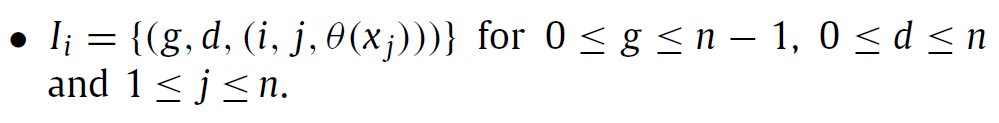 • I_i = {(g, d, (i, j, θ(x_j)))} for 0 ≤ g ≤ n − 1, 0 ≤ d ≤ n
and 1 ≤ j ≤ n.